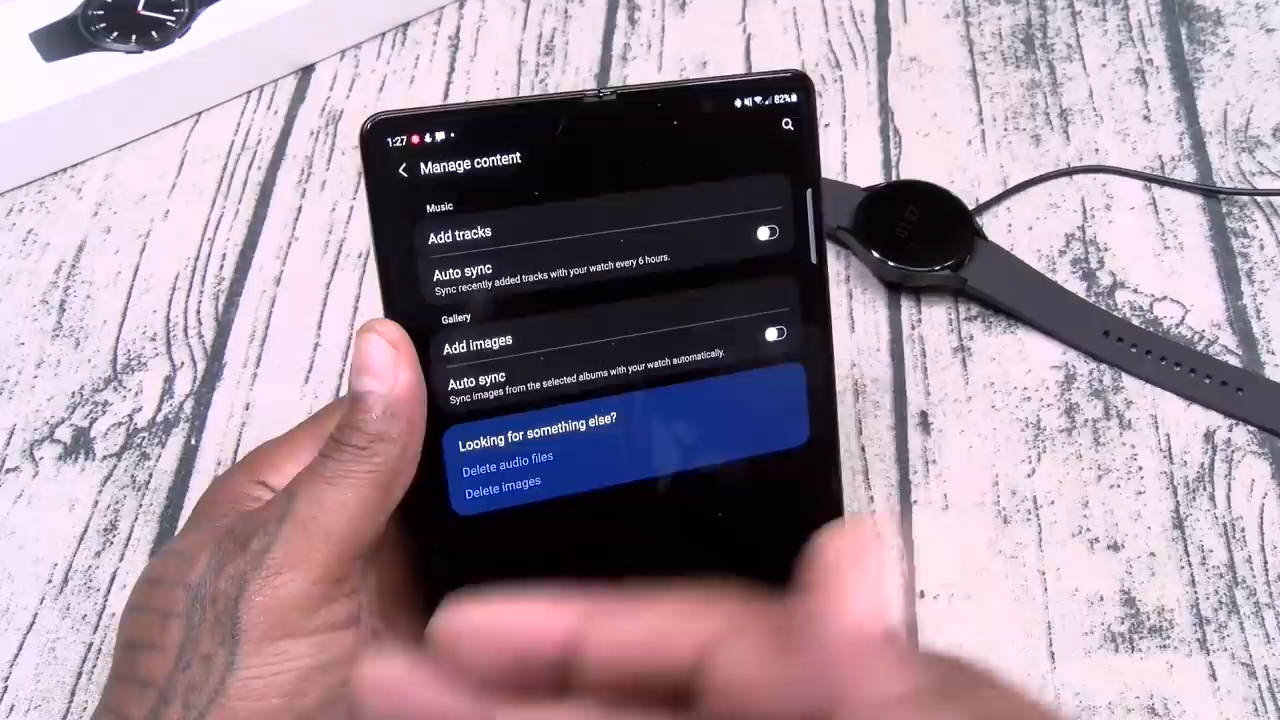 1:27
82%
Manage content
Music
Add tracks
Auto sync
Sync recently added tracks with your watch every 6 hours.
Gallery
Add images
Auto sync
Sync images from the selected albums with your watch automatically.
Looking for something else?
Delete audio files
Delete images